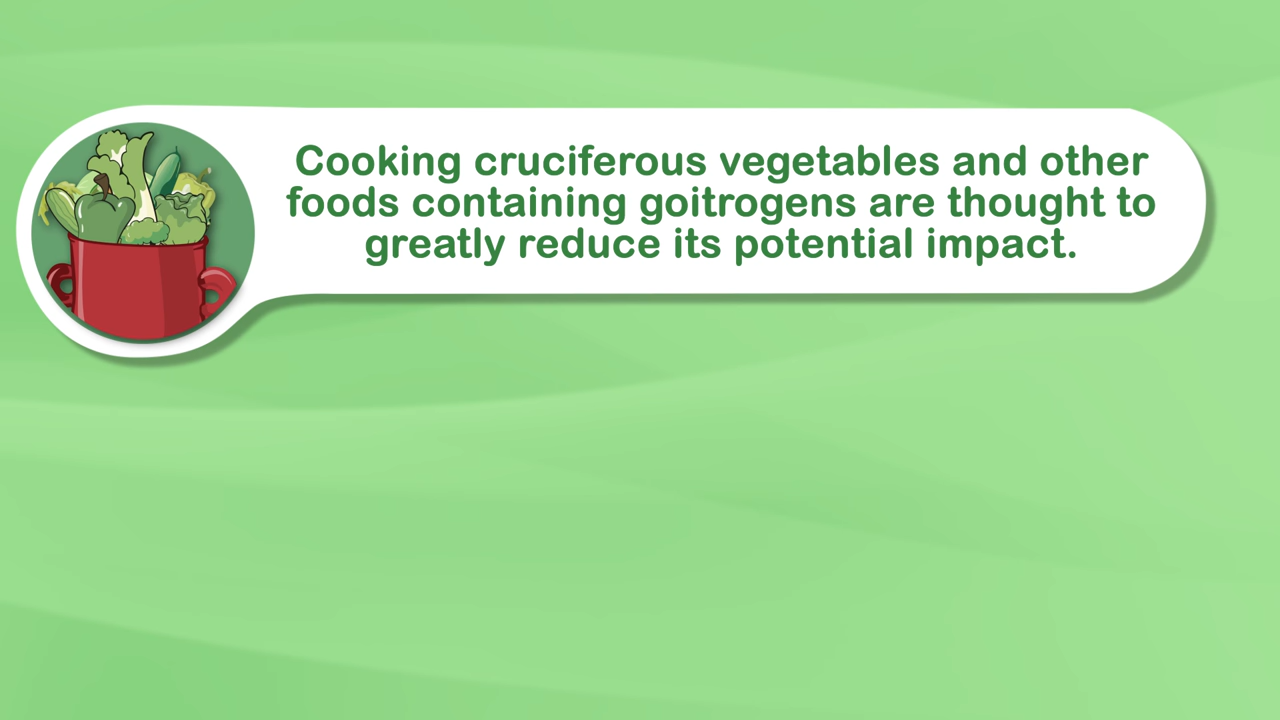 Cooking cruciferous vegetables and other
foods containing goitrogens are thought to
greatly reduce its potential impact.